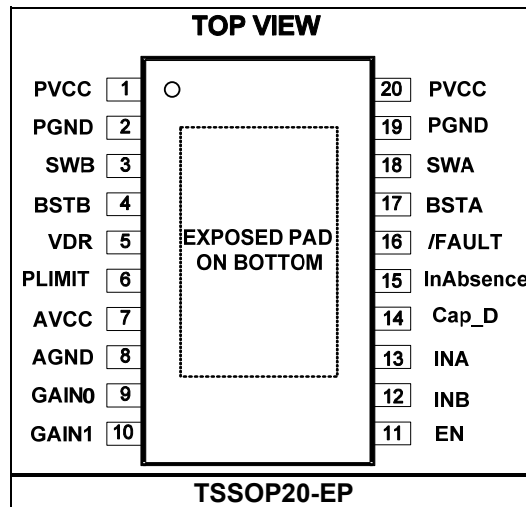 TOP VIEW
PVCC 1 20 PVCC
PGND 2 19 PGND
SWB 3 18 SWA
BSTB 4 17 BSTA
VDR 5 16 /FAULT
EXPOSED PAD
ON BOTTOM
PLIMIT 6 15 InAbsence
AVCC 7 14 Cap_D
AGND 8 13 INA
GAIN0 9 12 INB
GAIN1 10 11 EN
TSSOP20-EP